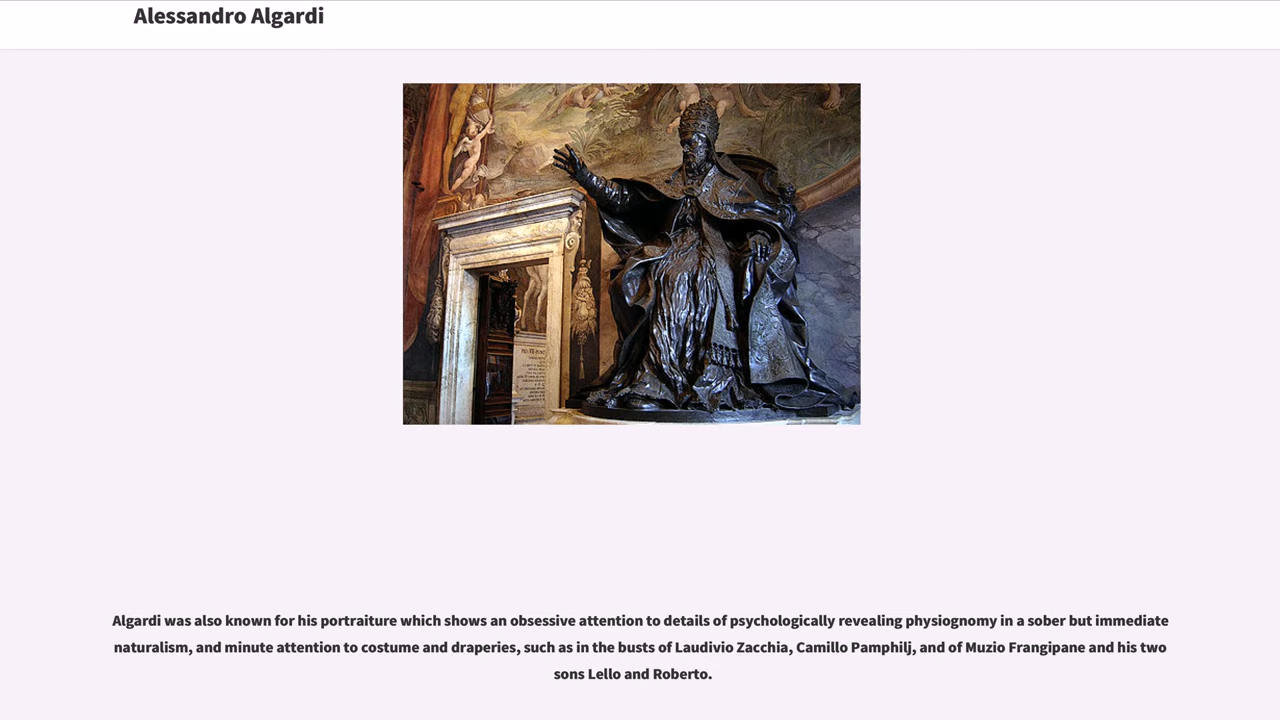 Alessandro Algardi
Algardi was also known for his portraiture which shows an obsessive attention to details of psychologically revealing physiognomy in a sober but immediate
naturalism, and minute attention to costume and draperies, such as in the busts of Laudivio Zacchia, Camillo Pamphilj, and of Muzio Frangipane and his two
sons Lello and Roberto.